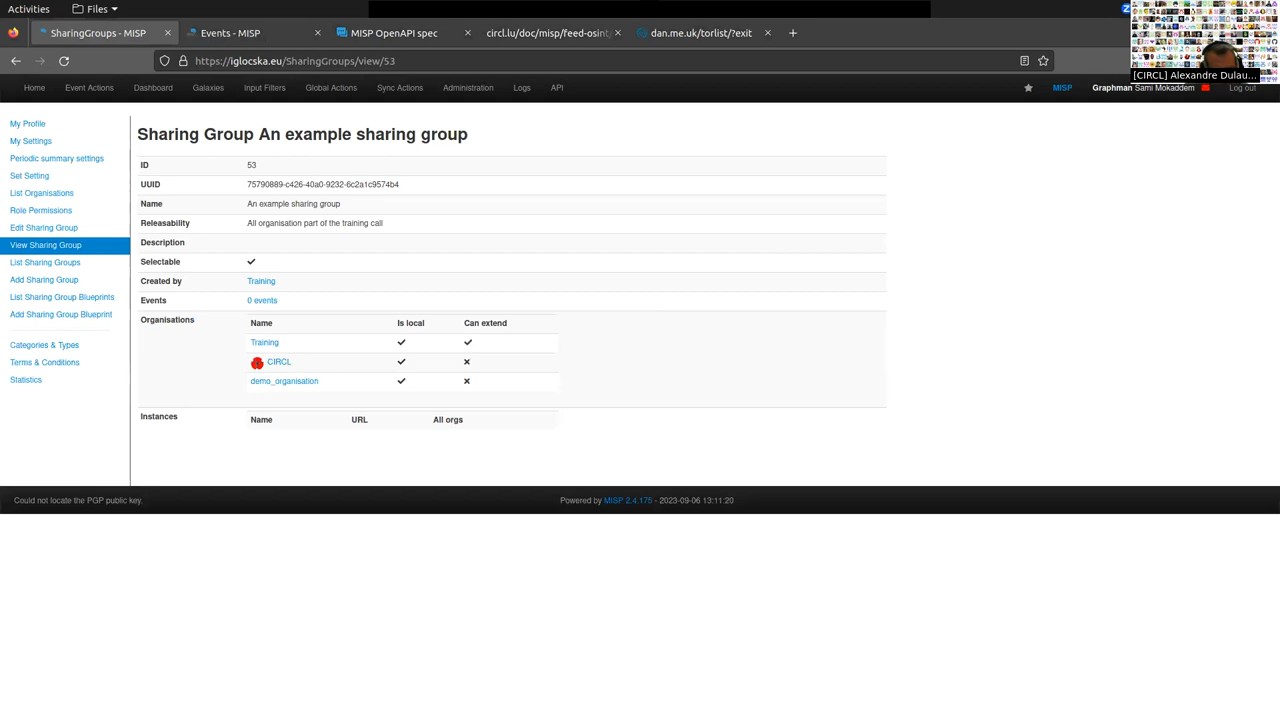 Activities Files
SharingGroups - MISP
Events - MISP
MISP OpenAPI spec
dan.me.uk/torlist/?exit
https://iglocska.eu/SharingGroups/view/53
[CIRCL] Alexandre Dulau...
Home Event Actions Dashboard Galaxies Input Filters Global Actions Sync Actions Administration Logs API
MISP Graphman Sami Mokaddem Log out
My Profile
My Settings
Periodic summary settings
Set Setting
List Organisations
Role Permissions
Edit Sharing Group
View Sharing Group
List Sharing Groups
Add Sharing Group
List Sharing Group Blueprints
Add Sharing Group Blueprint
Categories & Types
Terms & Conditions
Statistics
Sharing Group An example sharing group
ID 53
UUID 75790889-c426-40a0-9232-6c2a1c9574b4
Name An example sharing group
Releasability All organisation part of the training call
Description
Selectable
Created by Training
Events 0 events
Organisations
Name Is local Can extend
Training
CIRCL
demo_organisation
Instances
Name URL All orgs
Could not locate the PGP public key.
Powered by MISP 2.4.175 - 2023-09-06 13:11:20